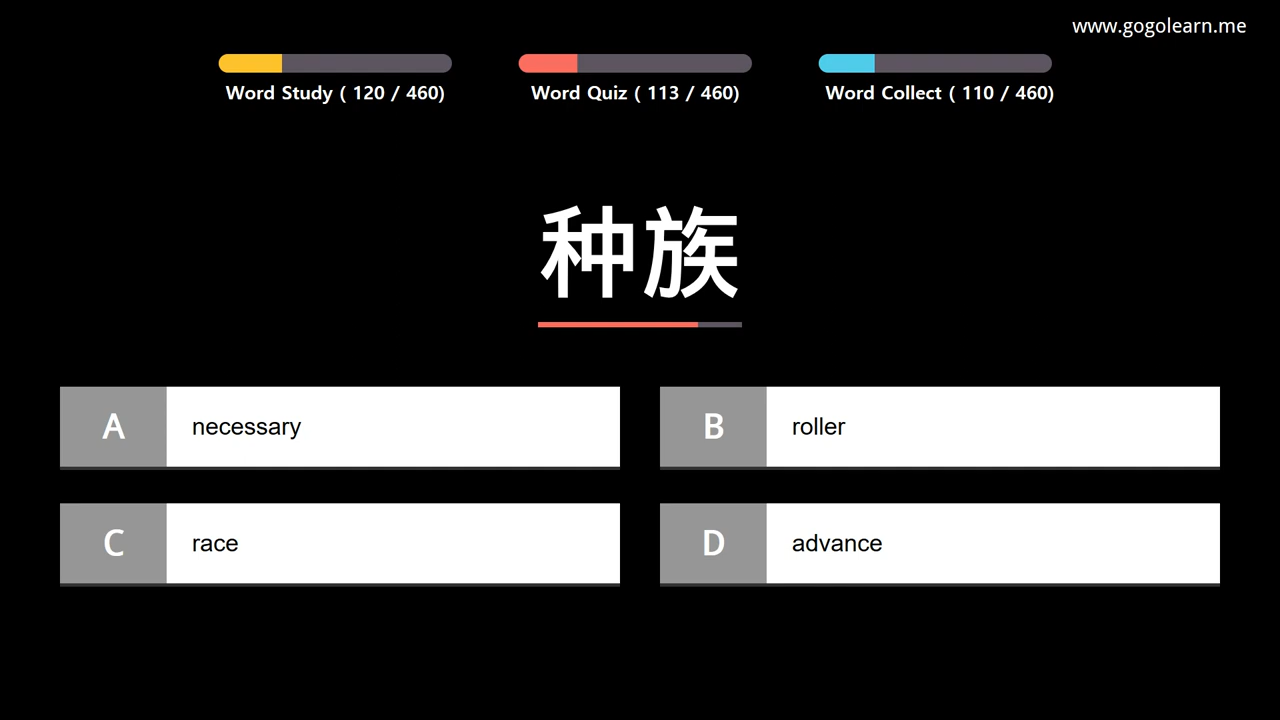 www.gogolearn.me
Word Study ( 120 / 460)
Word Quiz ( 113 / 460)
Word Collect ( 110 / 460)
种族
A necessary
B roller
C race
D advance